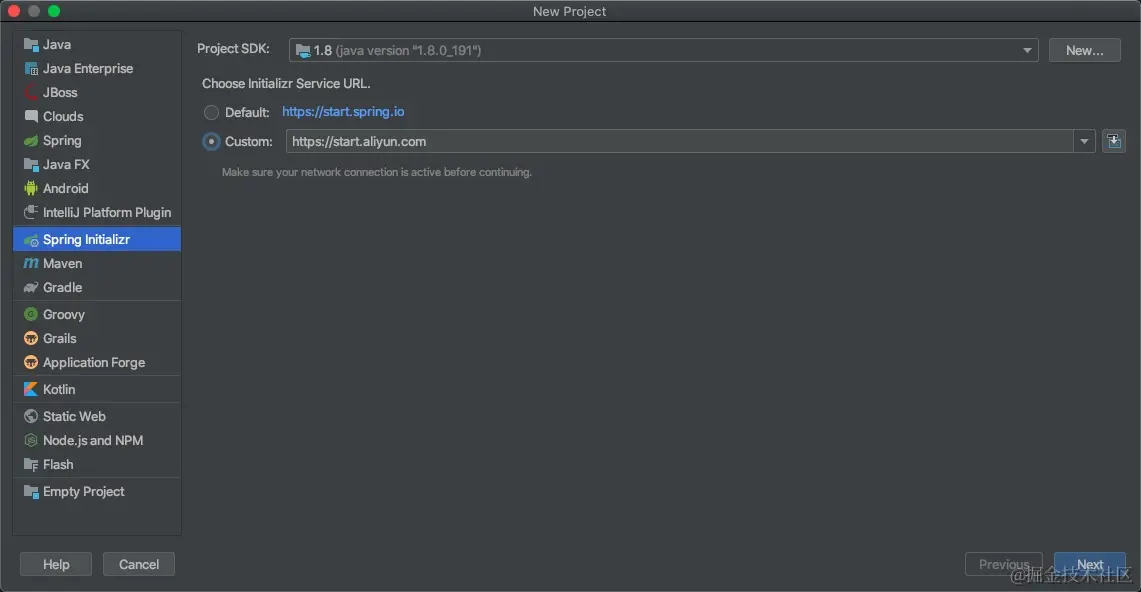 New Project
Java
Java Enterprise
JBoss
Clouds
Spring
Java FX
Android
IntelliJ Platform Plugin
Spring Initializr
Maven
Gradle
Groovy
Grails
Application Forge
Kotlin
Static Web
Node.js and NPM
Flash
Empty Project
Project SDK: 1.8 (java version "1.8.0_191") New...
Choose Initializr Service URL.
Default: https://start.spring.io
Custom: https://start.aliyun.com
Make sure your network connection is active before continuing.
Help Cancel Previous Next
@掘金技术社区